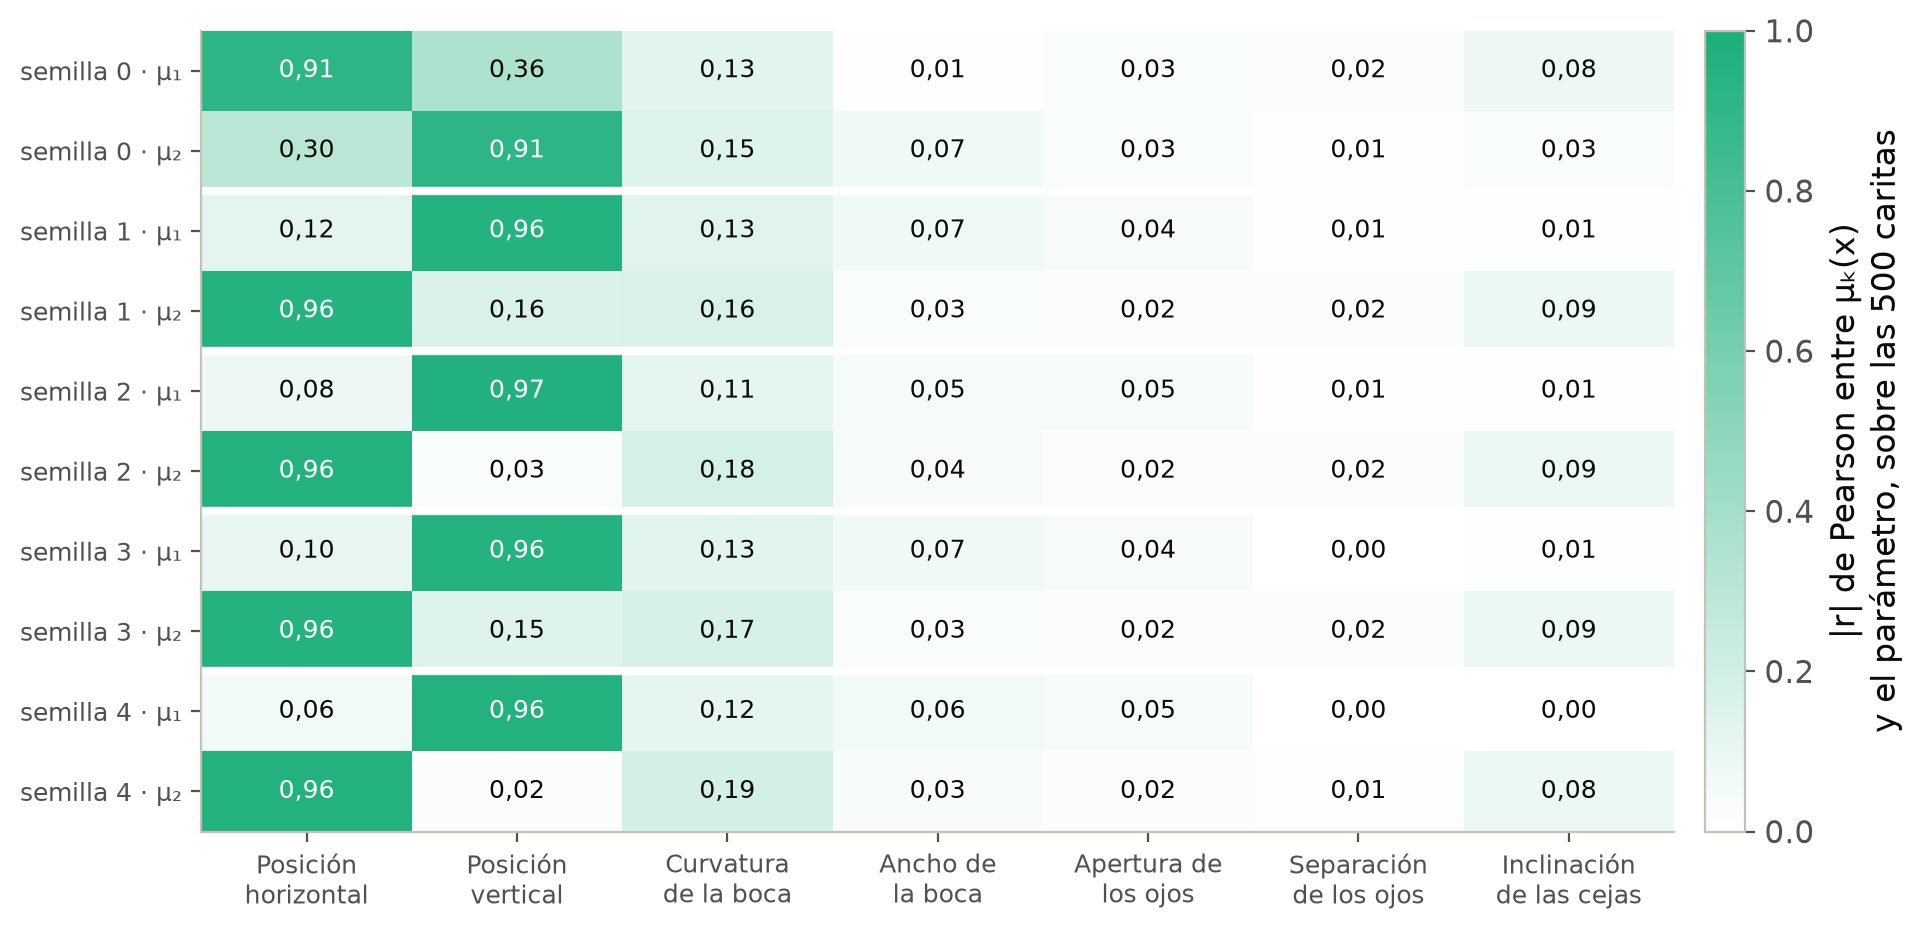 semilla 0 · μ₁ 0,91 0,36 0,13 0,01 0,03 0,02 0,08
semilla 0 · μ₂ 0,30 0,91 0,15 0,07 0,03 0,01 0,03
semilla 1 · μ₁ 0,12 0,96 0,13 0,07 0,04 0,01 0,01
semilla 1 · μ₂ 0,96 0,16 0,16 0,03 0,02 0,02 0,09
semilla 2 · μ₁ 0,08 0,97 0,11 0,05 0,05 0,01 0,01
semilla 2 · μ₂ 0,96 0,03 0,18 0,04 0,02 0,02 0,09
semilla 3 · μ₁ 0,10 0,96 0,13 0,07 0,04 0,00 0,01
semilla 3 · μ₂ 0,96 0,15 0,17 0,03 0,02 0,02 0,09
semilla 4 · μ₁ 0,06 0,96 0,12 0,06 0,05 0,00 0,00
semilla 4 · μ₂ 0,96 0,02 0,19 0,03 0,02 0,01 0,08
Posición
horizontal
Posición
vertical
Curvatura
de la boca
Ancho de
la boca
Apertura de
los ojos
Separación
de los ojos
Inclinación
de las cejas
1.0
0.8
0.6
0.4
0.2
0.0
|r| de Pearson entre μₖ(x)
y el parámetro, sobre las 500 caritas